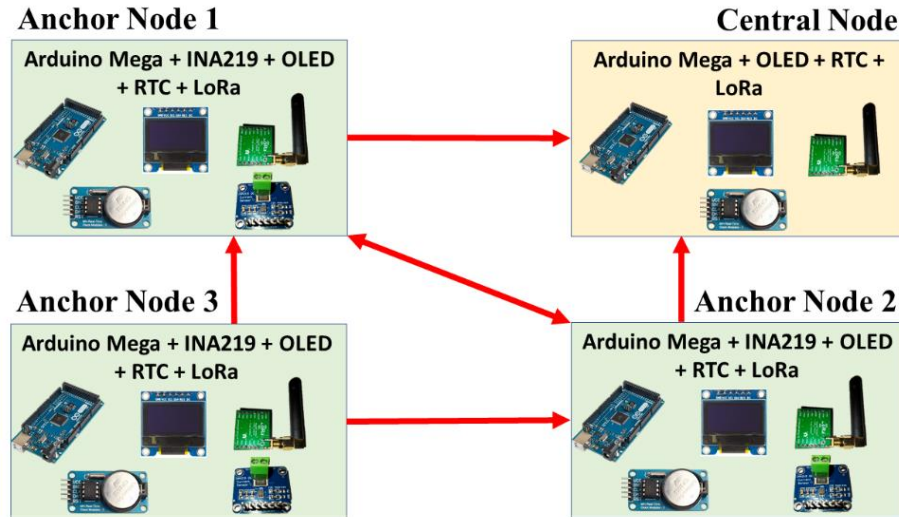 Anchor Node 1
Arduino Mega + INA219 + OLED
+ RTC + LoRa
Central Node
Arduino Mega + OLED + RTC +
LoRa
Anchor Node 3
Arduino Mega + INA219 + OLED
+ RTC + LoRa
Anchor Node 2
Arduino Mega + INA219 + OLED
+ RTC + LoRa